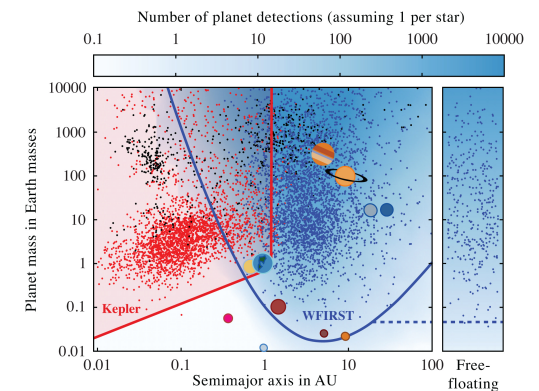 Number of planet detections (assuming 1 per star)
0.1 1 10 100 1000 10000
Planet mass in Earth masses
10000
1000
100
10
1
0.1
0.01
Kepler
WFIRST
0.01 0.1 1 10 100
Semimajor axis in AU
Free-
floating